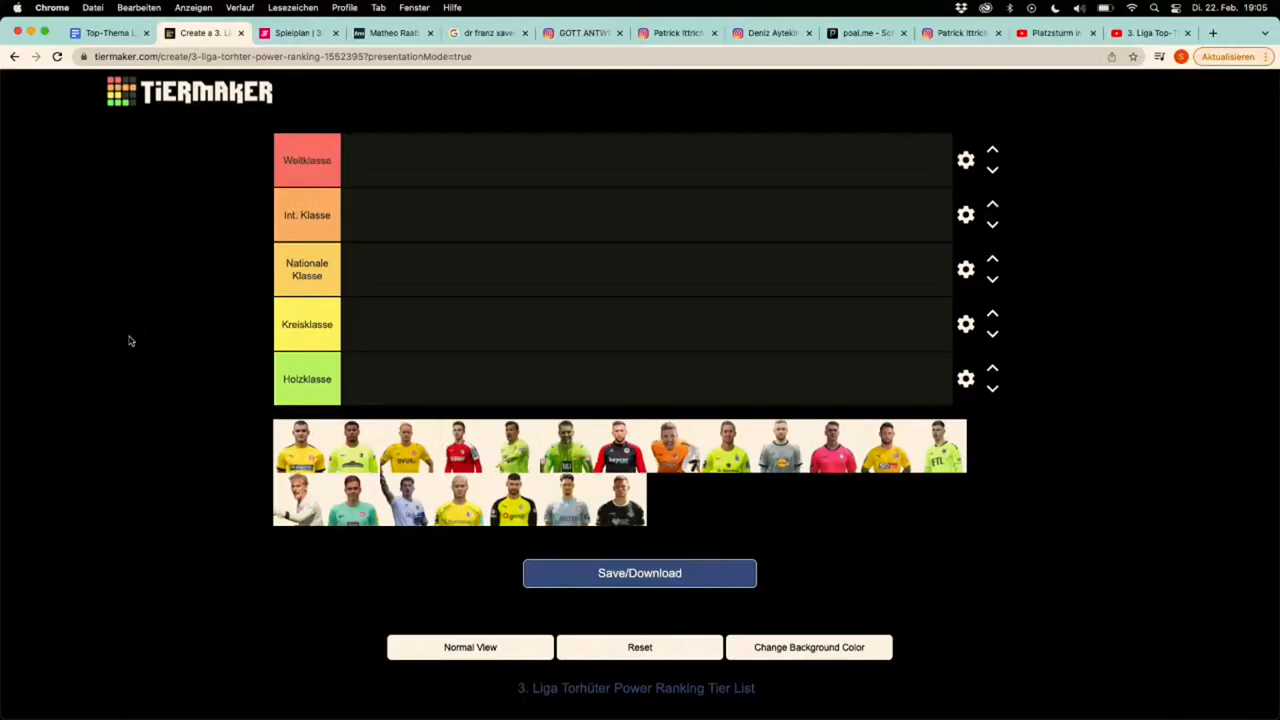 Chrome Datei Bearbeiten Anzeigen Verlauf Lesezeichen Profile Tab Fenster Hilfe Di. 22. Feb. 19:05
Top-Thema Create a 3. Li Spielplan | 3 Matheo Raab dr franz xave GOTT ANTW Patrick Ittrich Deniz Aytekin poal.me - Sc Patrick Ittrich Platzsturm i 3. Liga Top-T
tiermaker.com/create/3-liga-torhter-power-ranking-1552395?presentationMode=true S Aktualisieren
TiERMAKER
Weltklasse
Int. Klasse
Nationale
Klasse
Kreisklasse
Holzklasse
Save/Download
Normal View Reset Change Background Color
3. Liga Torhüter Power Ranking Tier List